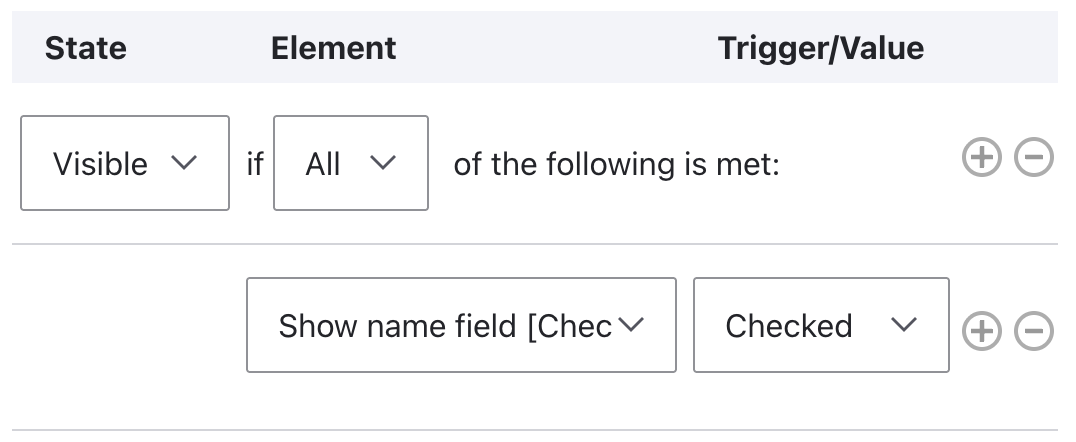 State Element Trigger/Value
Visible if All of the following is met:
Show name field [Chec Checked